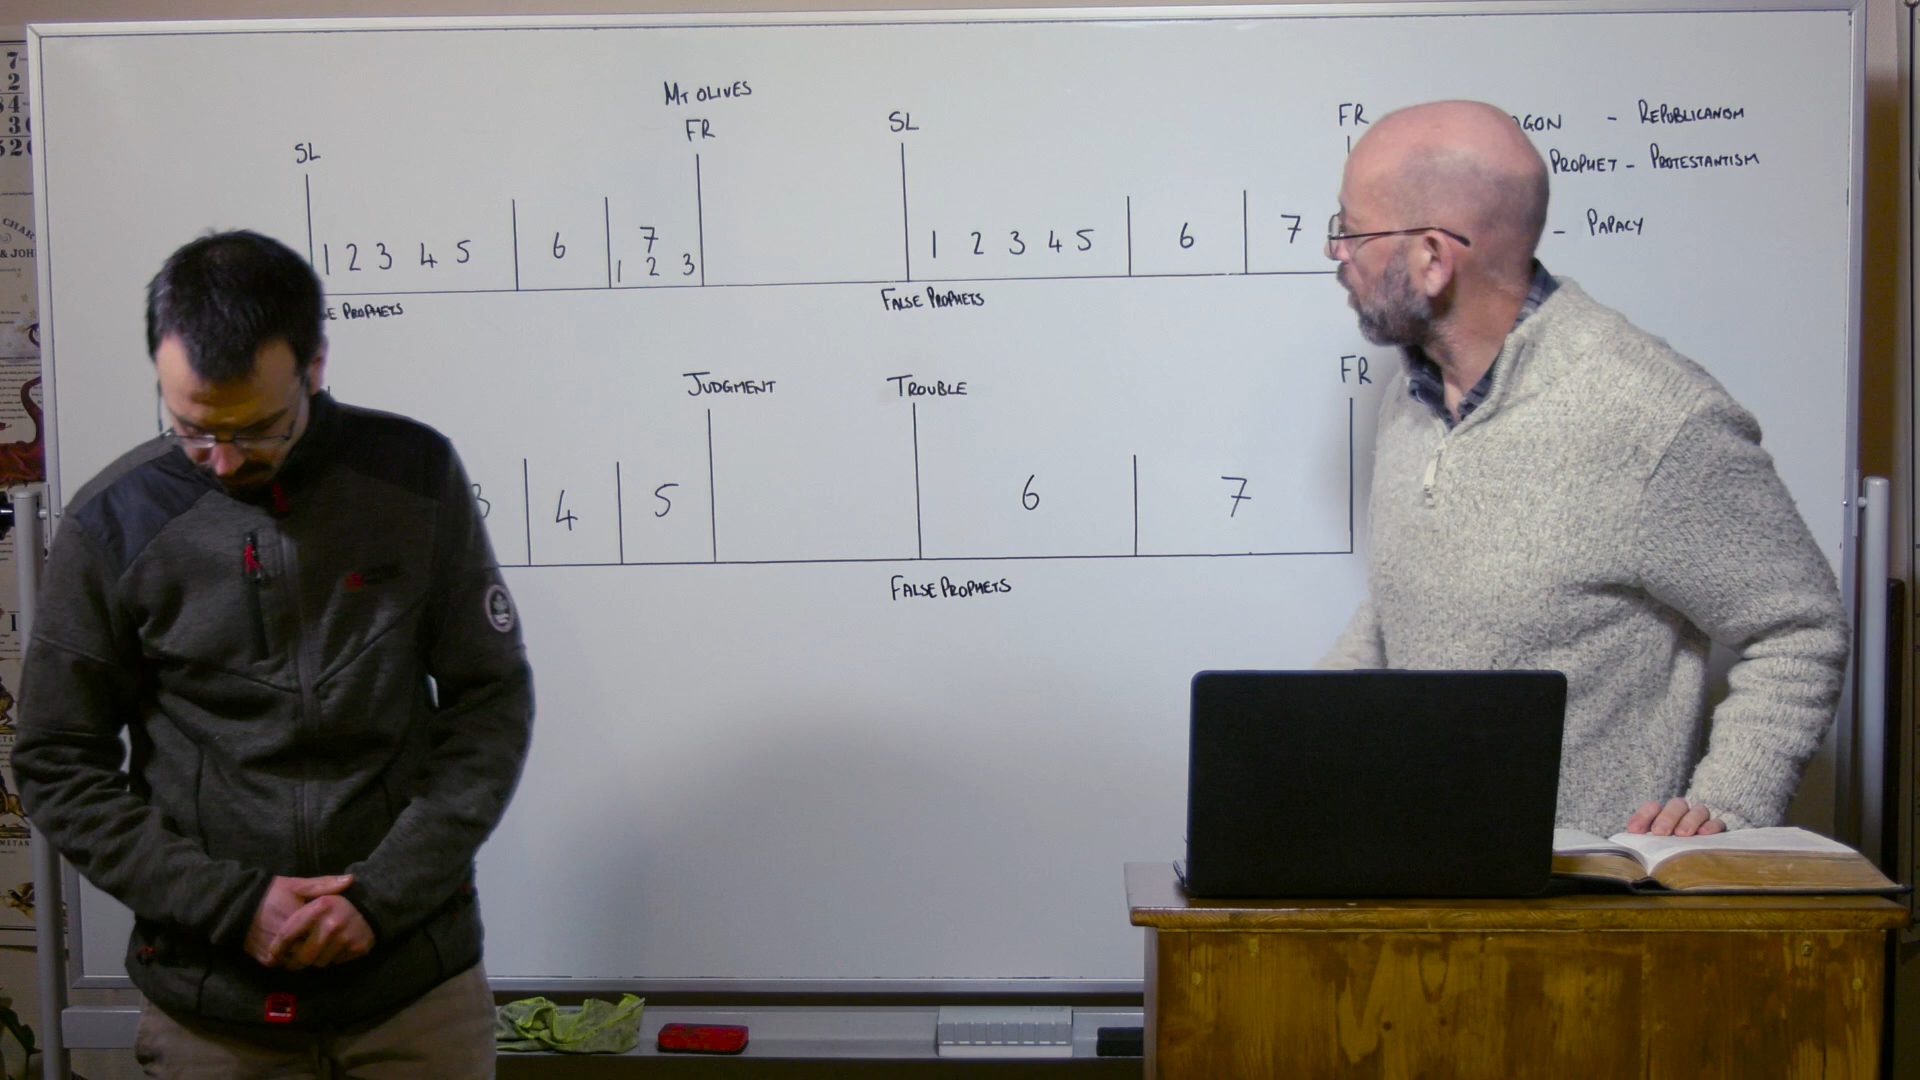 Mt OLIVES
FR
SL
SL
1 2 3 4 5 6 7
1 2 3
PROPHETS
FR
1 2 3 4 5 6 7
FALSE PROPHETS
- REPUBLICANISM
PROPHET - PROTESTANTISM
- PAPACY
JUDGMENT
TROUBLE
FR
4 5 6 7
FALSE PROPHETS